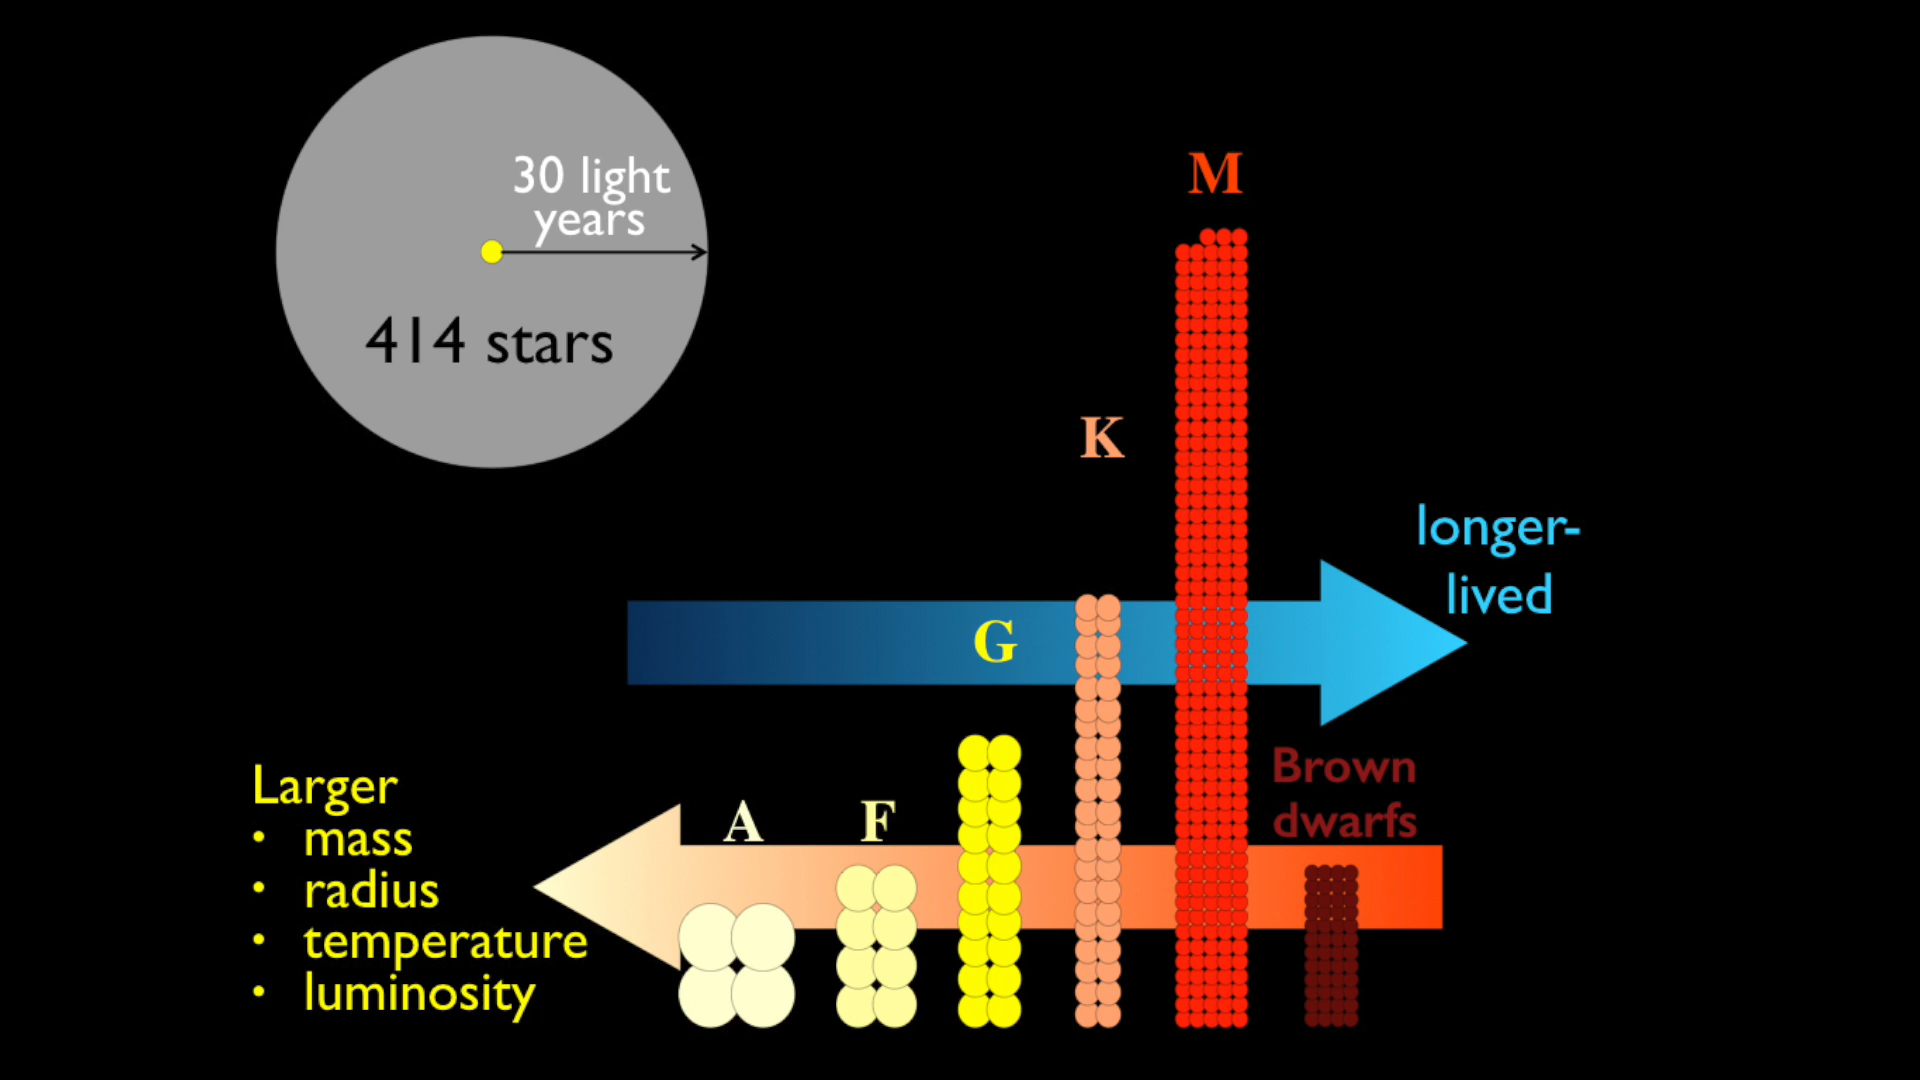 30 light
years
414 stars
M
K
longer-
lived
G
Brown
dwarfs
A
F
Larger
• mass
• radius
• temperature
• luminosity